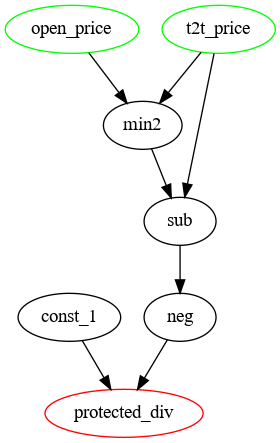 open_price
t2t_price
min2
sub
const_1
neg
protected_div